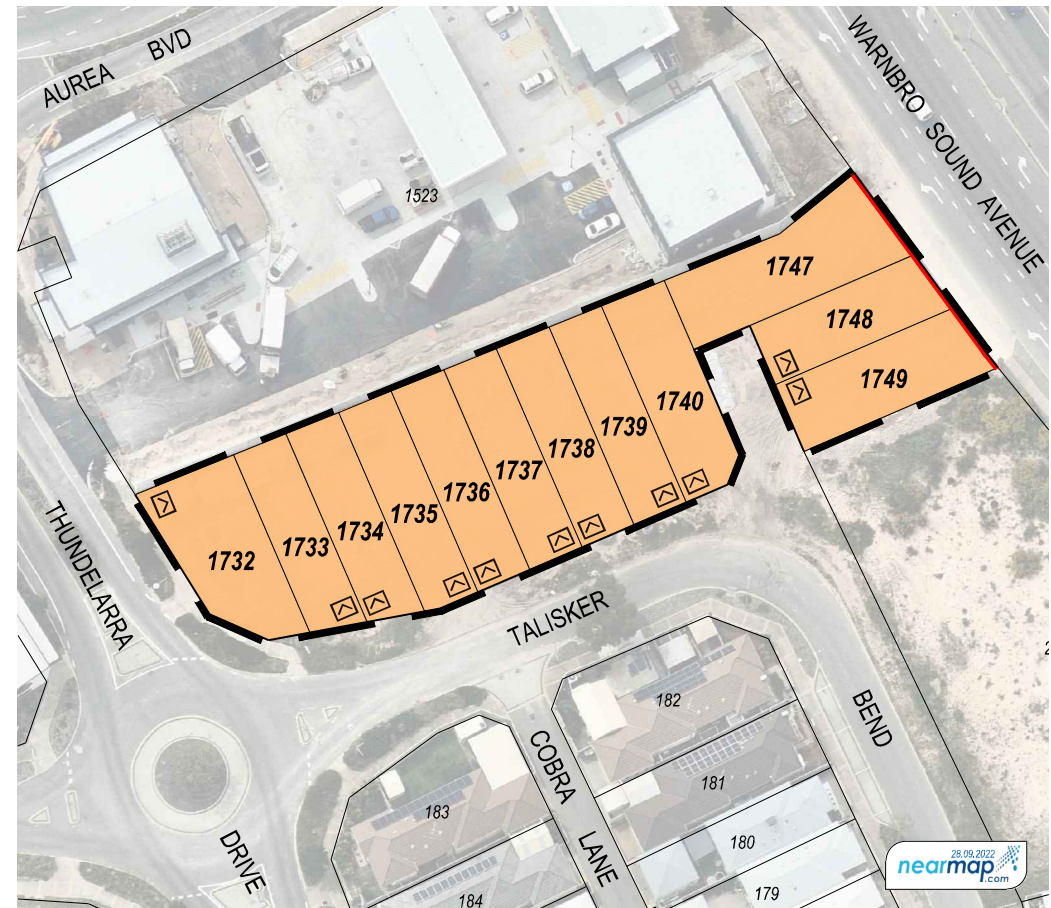 AUREA BVD
WARNBRO SOUND AVENUE
1523
1747
1748
1749
1740
1739
1738
1737
1736
1735
1734
1733
1732
THUNDELARRA
DRIVE
TALISKER
BEND
COBRA
LANE
182
181
180
179
183
184
28.09.2022
nearmap
.com